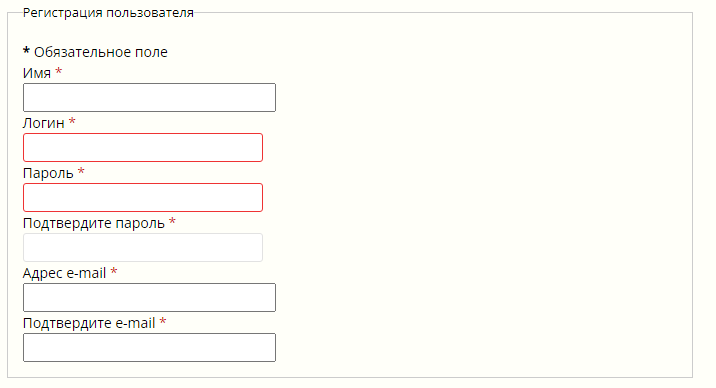 Регистрация пользователя
* Обязательное поле
Имя *
Логин *
Пароль *
Подтвердите пароль *
Адрес e-mail *
Подтвердите e-mail *